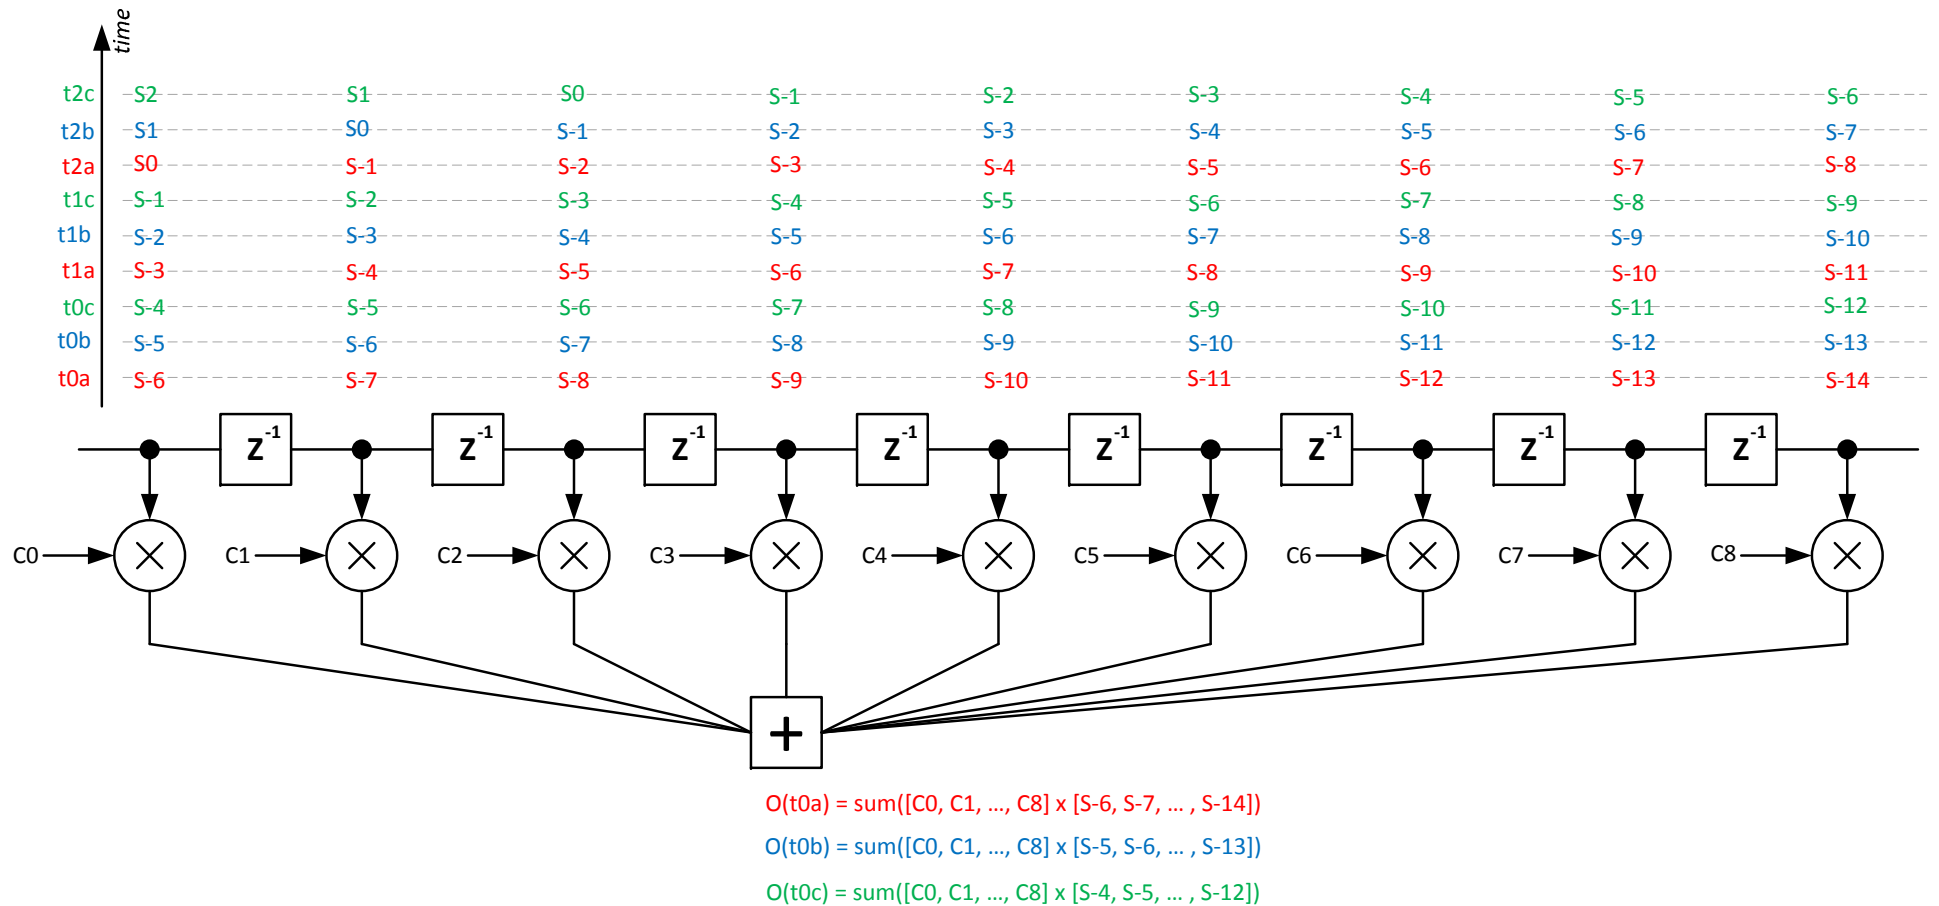 time
t2c S2 S1 S0 S-1 S-2 S-3 S-4 S-5 S-6
t2b S1 S0 S-1 S-2 S-3 S-4 S-5 S-6 S-7
t2a S0 S-1 S-2 S-3 S-4 S-5 S-6 S-7 S-8
t1c S-1 S-2 S-3 S-4 S-5 S-6 S-7 S-8 S-9
t1b S-2 S-3 S-4 S-5 S-6 S-7 S-8 S-9 S-10
t1a S-3 S-4 S-5 S-6 S-7 S-8 S-9 S-10 S-11
t0c S-4 S-5 S-6 S-7 S-8 S-9 S-10 S-11 S-12
t0b S-5 S-6 S-7 S-8 S-9 S-10 S-11 S-12 S-13
t0a S-6 S-7 S-8 S-9 S-10 S-11 S-12 S-13 S-14
Z-1 Z-1 Z-1 Z-1 Z-1 Z-1 Z-1 Z-1
C0 C1 C2 C3 C4 C5 C6 C7 C8
+
O(t0a) = sum([C0, C1, ..., C8] x [S-6, S-7, ... , S-14])
O(t0b) = sum([C0, C1, ..., C8] x [S-5, S-6, ... , S-13])
O(t0c) = sum([C0, C1, ..., C8] x [S-4, S-5, ... , S-12])